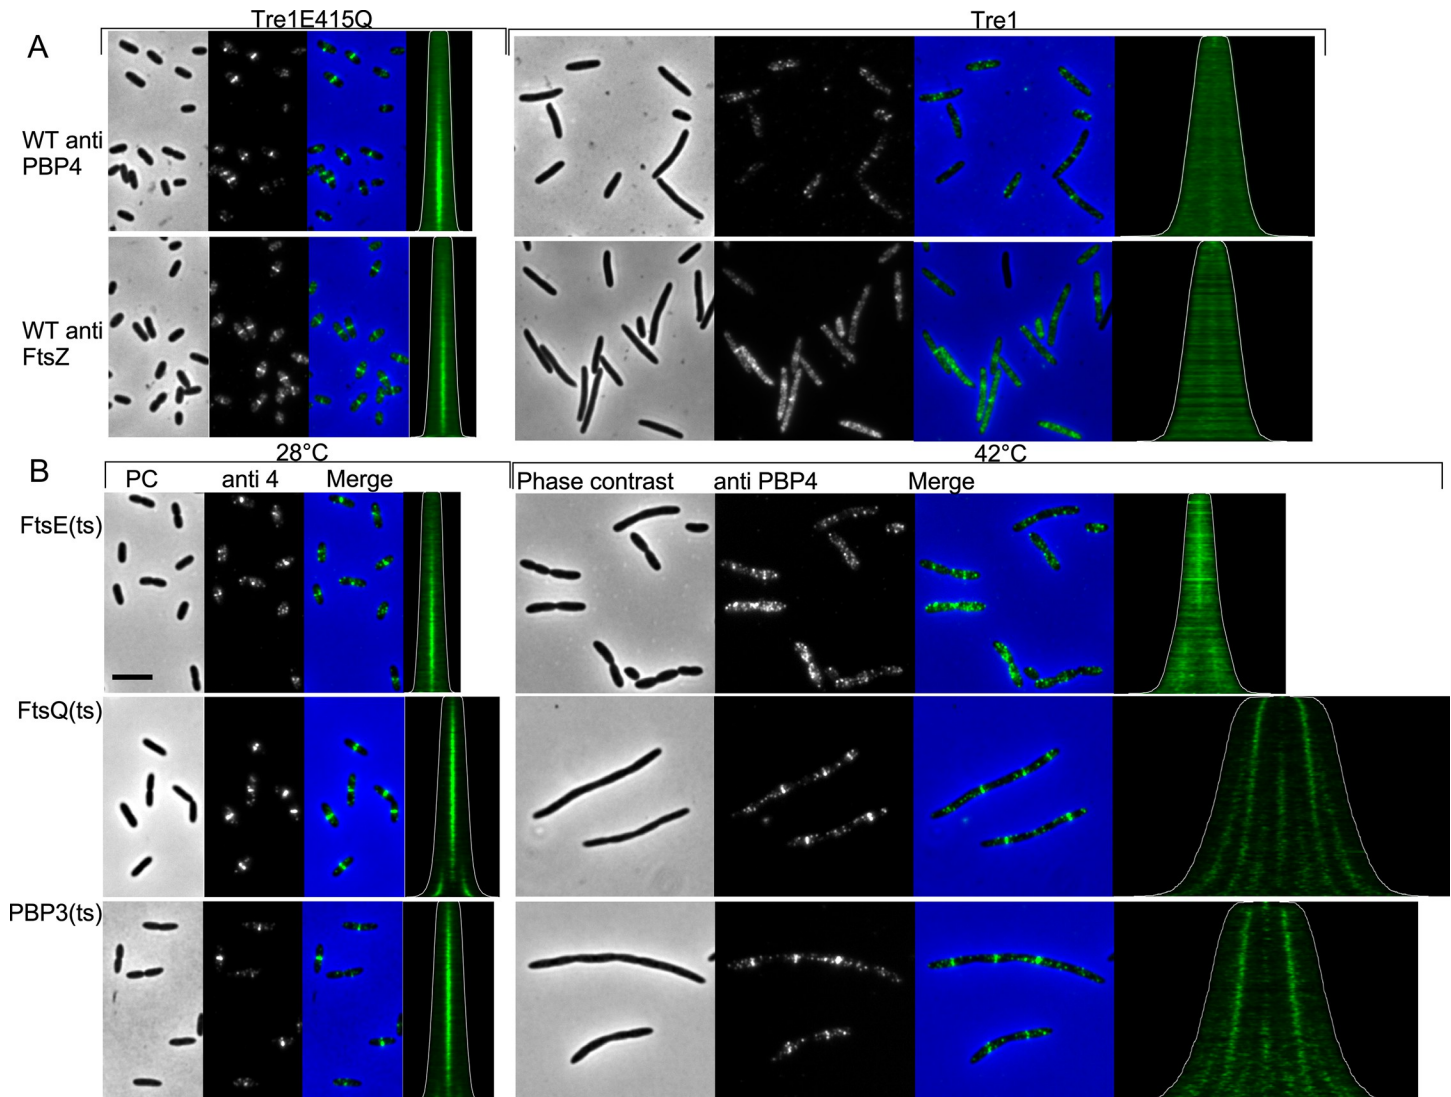 Tre1E415Q
Tre1
A
WT anti
PBP4
WT anti
FtsZ
28°C
42°C
B
PC
anti 4
Merge
Phase contrast
anti PBP4
Merge
FtsE(ts)
FtsQ(ts)
PBP3(ts)